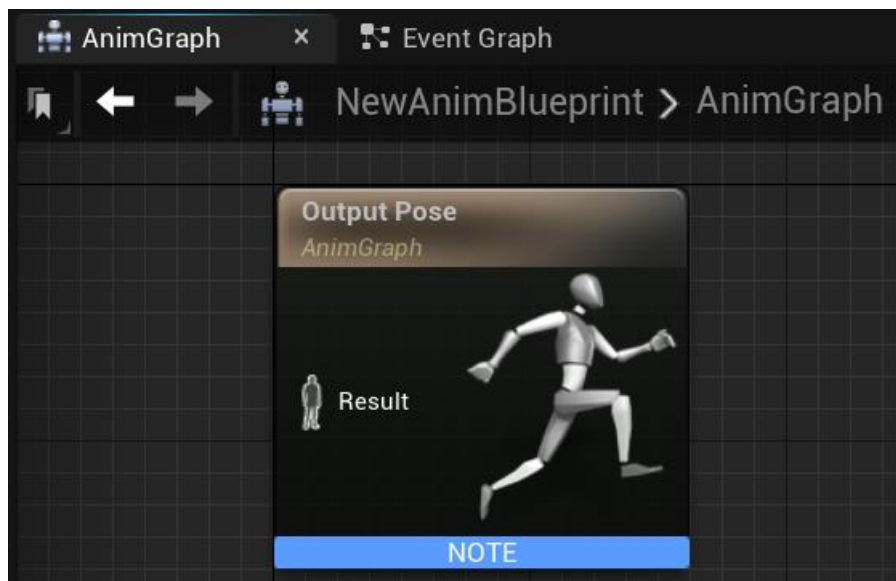 AnimGraph × Event Graph
NewAnimBlueprint > AnimGraph
Output Pose
AnimGraph
Result
NOTE